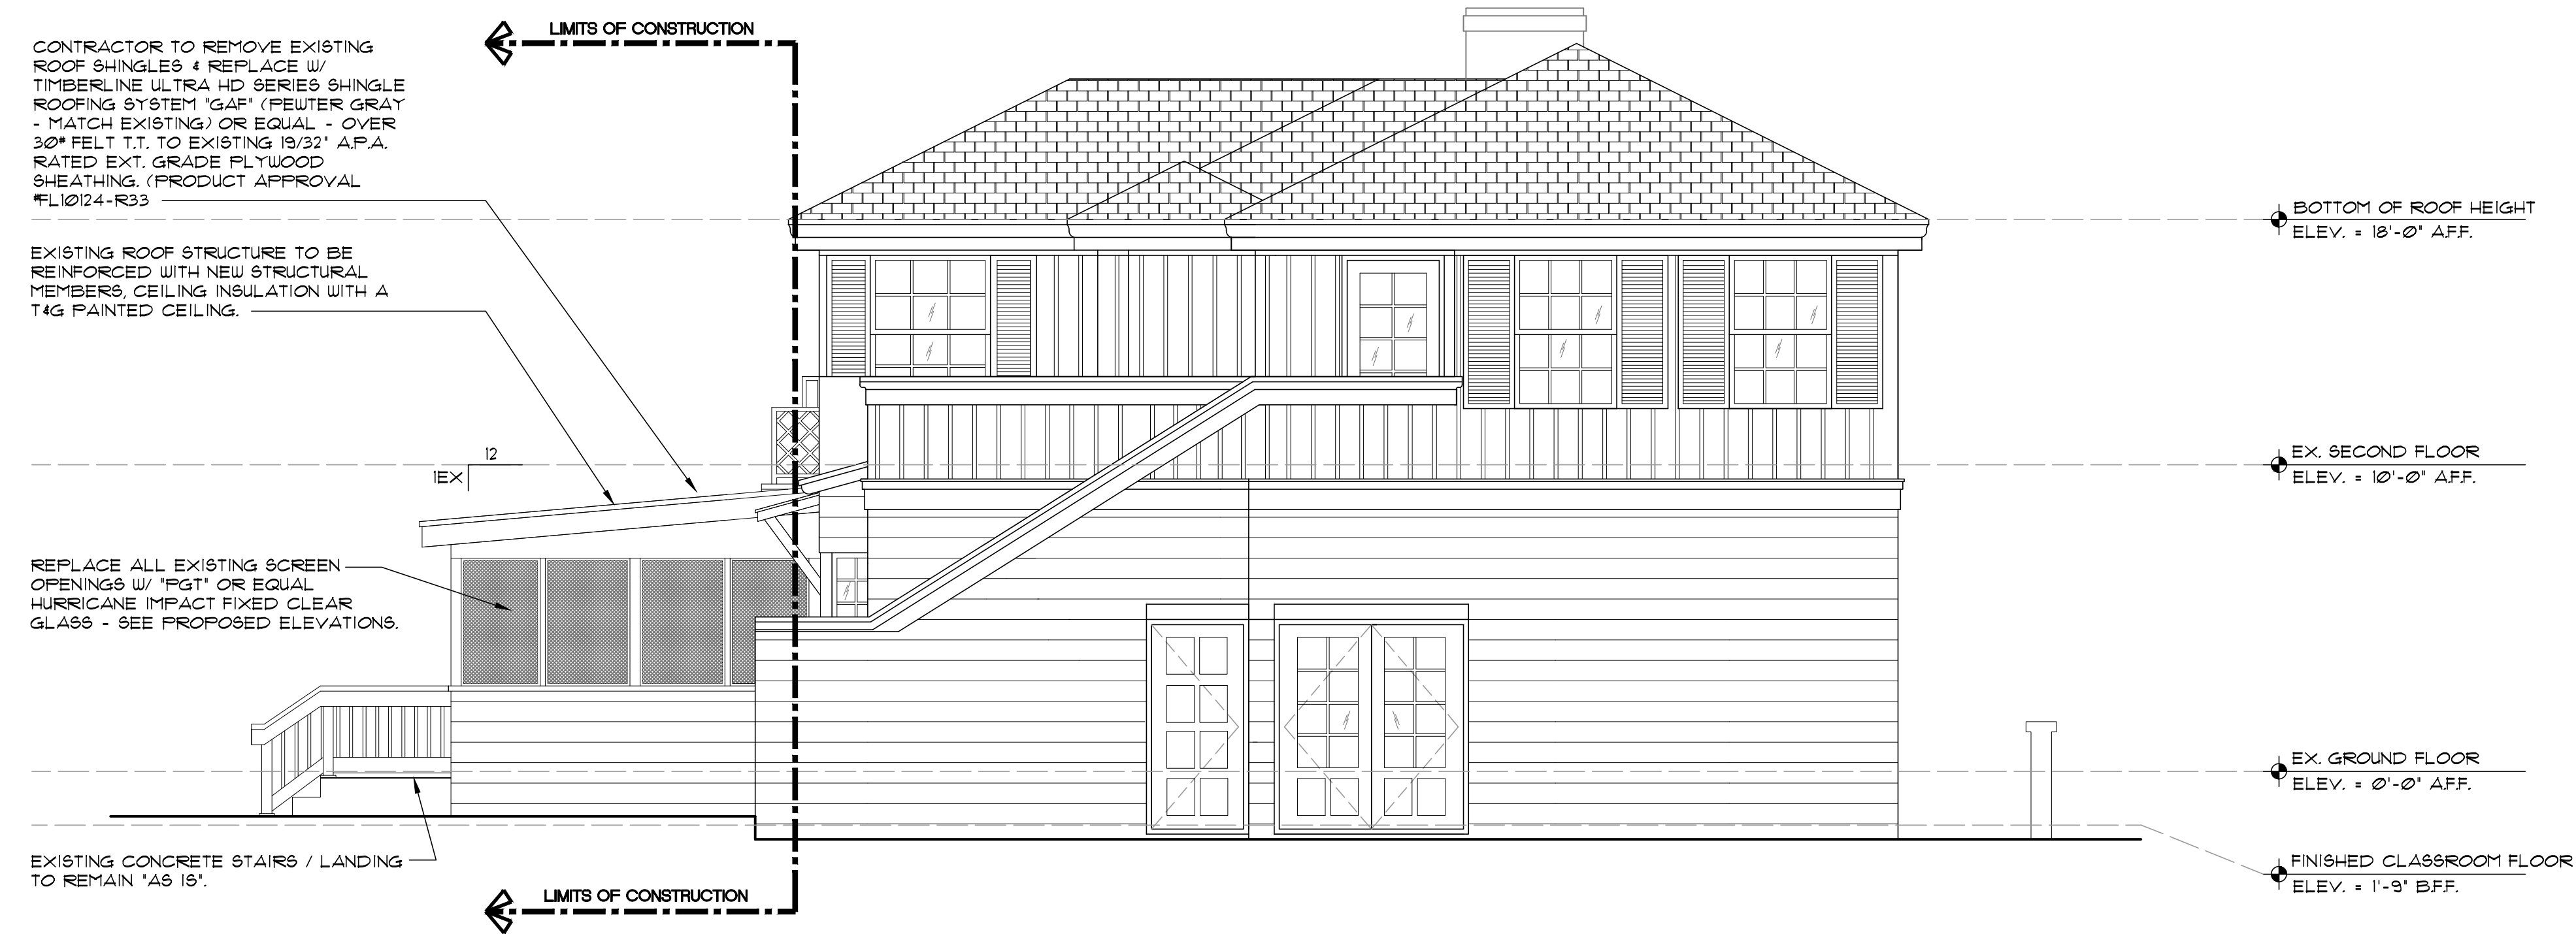 LIMITS OF CONSTRUCTION
CONTRACTOR TO REMOVE EXISTING
ROOF SHINGLES & REPLACE W/
TIMBERLINE ULTRA HD SERIES SHINGLE
ROOFING SYSTEM "GAF" (PEWTER GRAY
- MATCH EXISTING) OR EQUAL - OVER
30# FELT T.T. TO EXISTING 19/32" A.P.A.
RATED EXT. GRADE PLYWOOD
SHEATHING. (PRODUCT APPROVAL
#FL10124-R33
EXISTING ROOF STRUCTURE TO BE
REINFORCED WITH NEW STRUCTURAL
MEMBERS, CEILING INSULATION WITH A
T&G PAINTED CEILING.
12
1EX
REPLACE ALL EXISTING SCREEN
OPENINGS W/ "PGT" OR EQUAL
HURRICANE IMPACT FIXED CLEAR
GLASS - SEE PROPOSED ELEVATIONS.
EXISTING CONCRETE STAIRS / LANDING
TO REMAIN "AS IS".
LIMITS OF CONSTRUCTION
BOTTOM OF ROOF HEIGHT
ELEV. = 18'-0" A.F.F.
EX. SECOND FLOOR
ELEV. = 10'-0" A.F.F.
EX. GROUND FLOOR
ELEV. = 0'-0" A.F.F.
FINISHED CLASSROOM FLOOR
ELEV. = 1'-9" B.F.F.